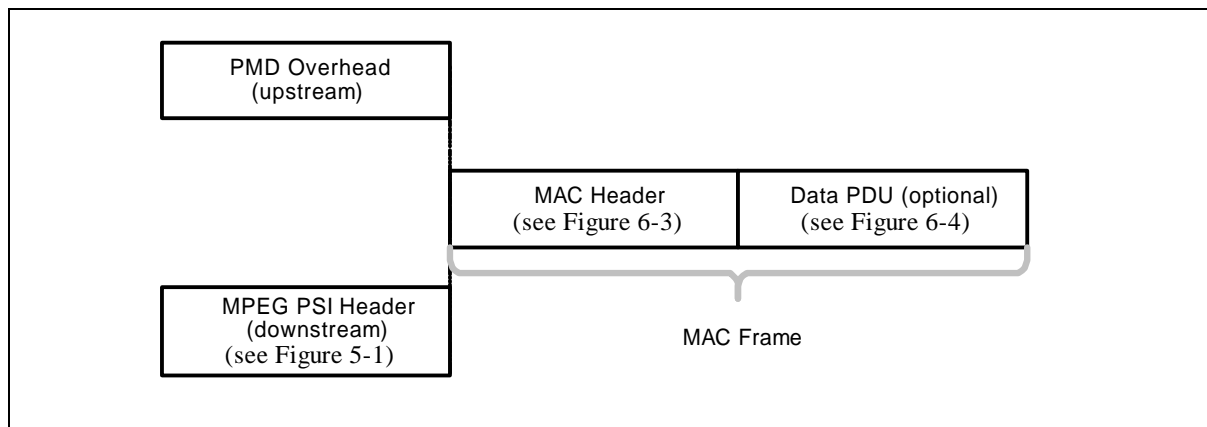 PMD Overhead
(upstream)
MAC Header
(see Figure 6-3)
Data PDU (optional)
(see Figure 6-4)
MPEG PSI Header
(downstream)
(see Figure 5-1)
MAC Frame